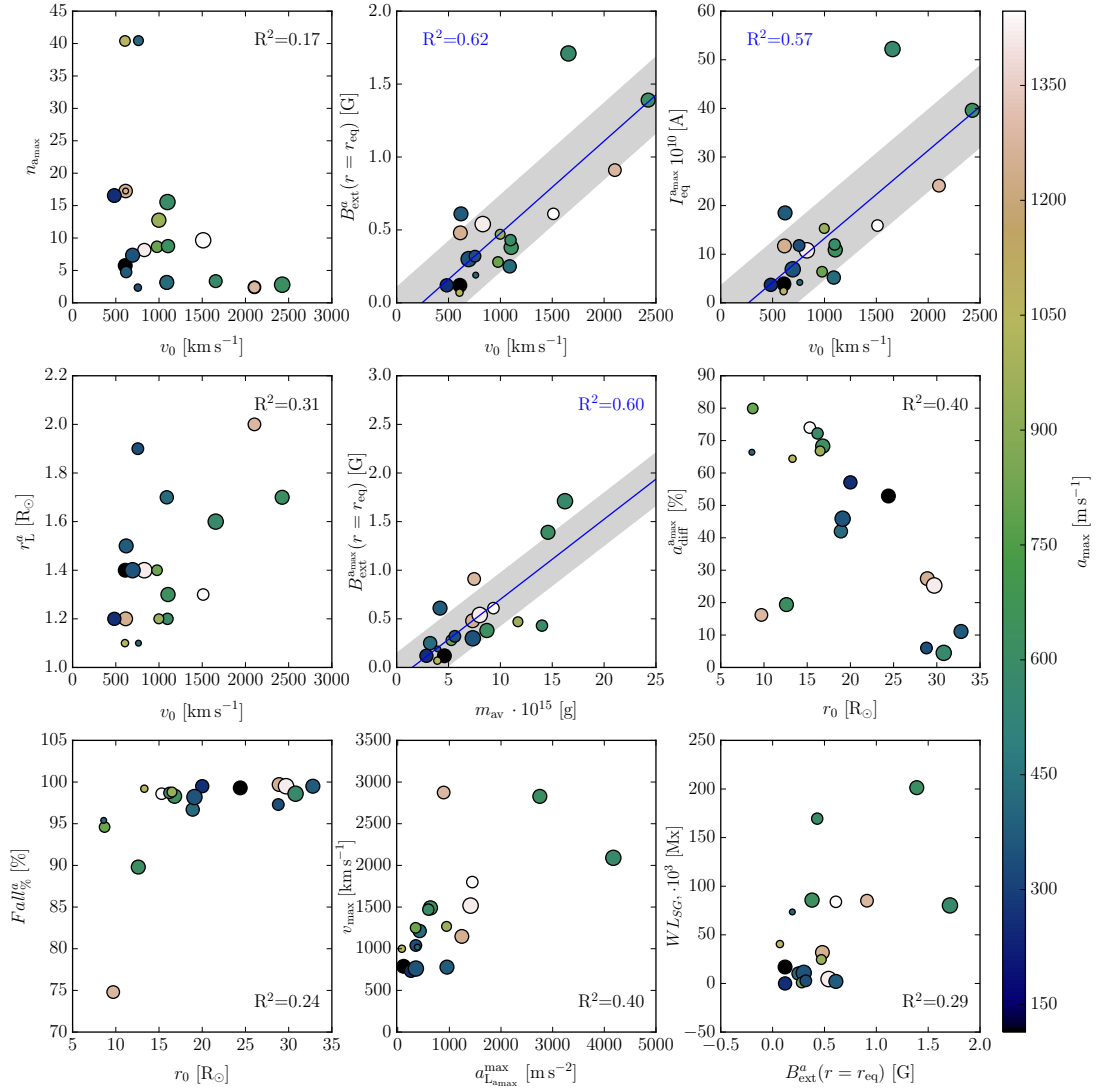 R²=0.17
n_{a_max}
45
40
35
30
25
20
15
10
5
0
0 500 1000 1500 2000 2500 3000
v₀ [km s⁻¹]
R²=0.62
B^a_ext(r = r_eq) [G]
2.0
1.5
1.0
0.5
0.0
0 500 1000 1500 2000 2500
v₀ [km s⁻¹]
R²=0.57
I^{a_max}_eq 10¹⁰ [A]
60
50
40
30
20
10
0
0 500 1000 1500 2000 2500
v₀ [km s⁻¹]
R²=0.31
r^a_L [R_⊙]
2.2
2.0
1.8
1.6
1.4
1.2
1.0
0 500 1000 1500 2000 2500 3000
v₀ [km s⁻¹]
R²=0.60
B^{a_max}_ext(r = r_eq) [G]
3.0
2.5
2.0
1.5
1.0
0.5
0.0
0 5 10 15 20 25
m_av · 10¹⁵ [g]
R²=0.40
a^{a_max}_diff [%]
90
80
70
60
50
40
30
20
10
0
5 10 15 20 25 30 35
r₀ [R_⊙]
R²=0.24
Fall^a_% [%]
105
100
95
90
85
80
75
70
5 10 15 20 25 30 35
r₀ [R_⊙]
R²=0.40
v_max [km s⁻¹]
3500
3000
2500
2000
1500
1000
500
0
0 1000 2000 3000 4000 5000
a^max_{L_{a_max}} [m s⁻²]
R²=0.29
WL_{SG}, ·10³ [Mx]
250
200
150
100
50
0
−50
−0.5 0.0 0.5 1.0 1.5 2.0
B^a_ext(r = r_eq) [G]
1350
1200
1050
900
750
600
450
300
150
a_max [m s⁻¹]